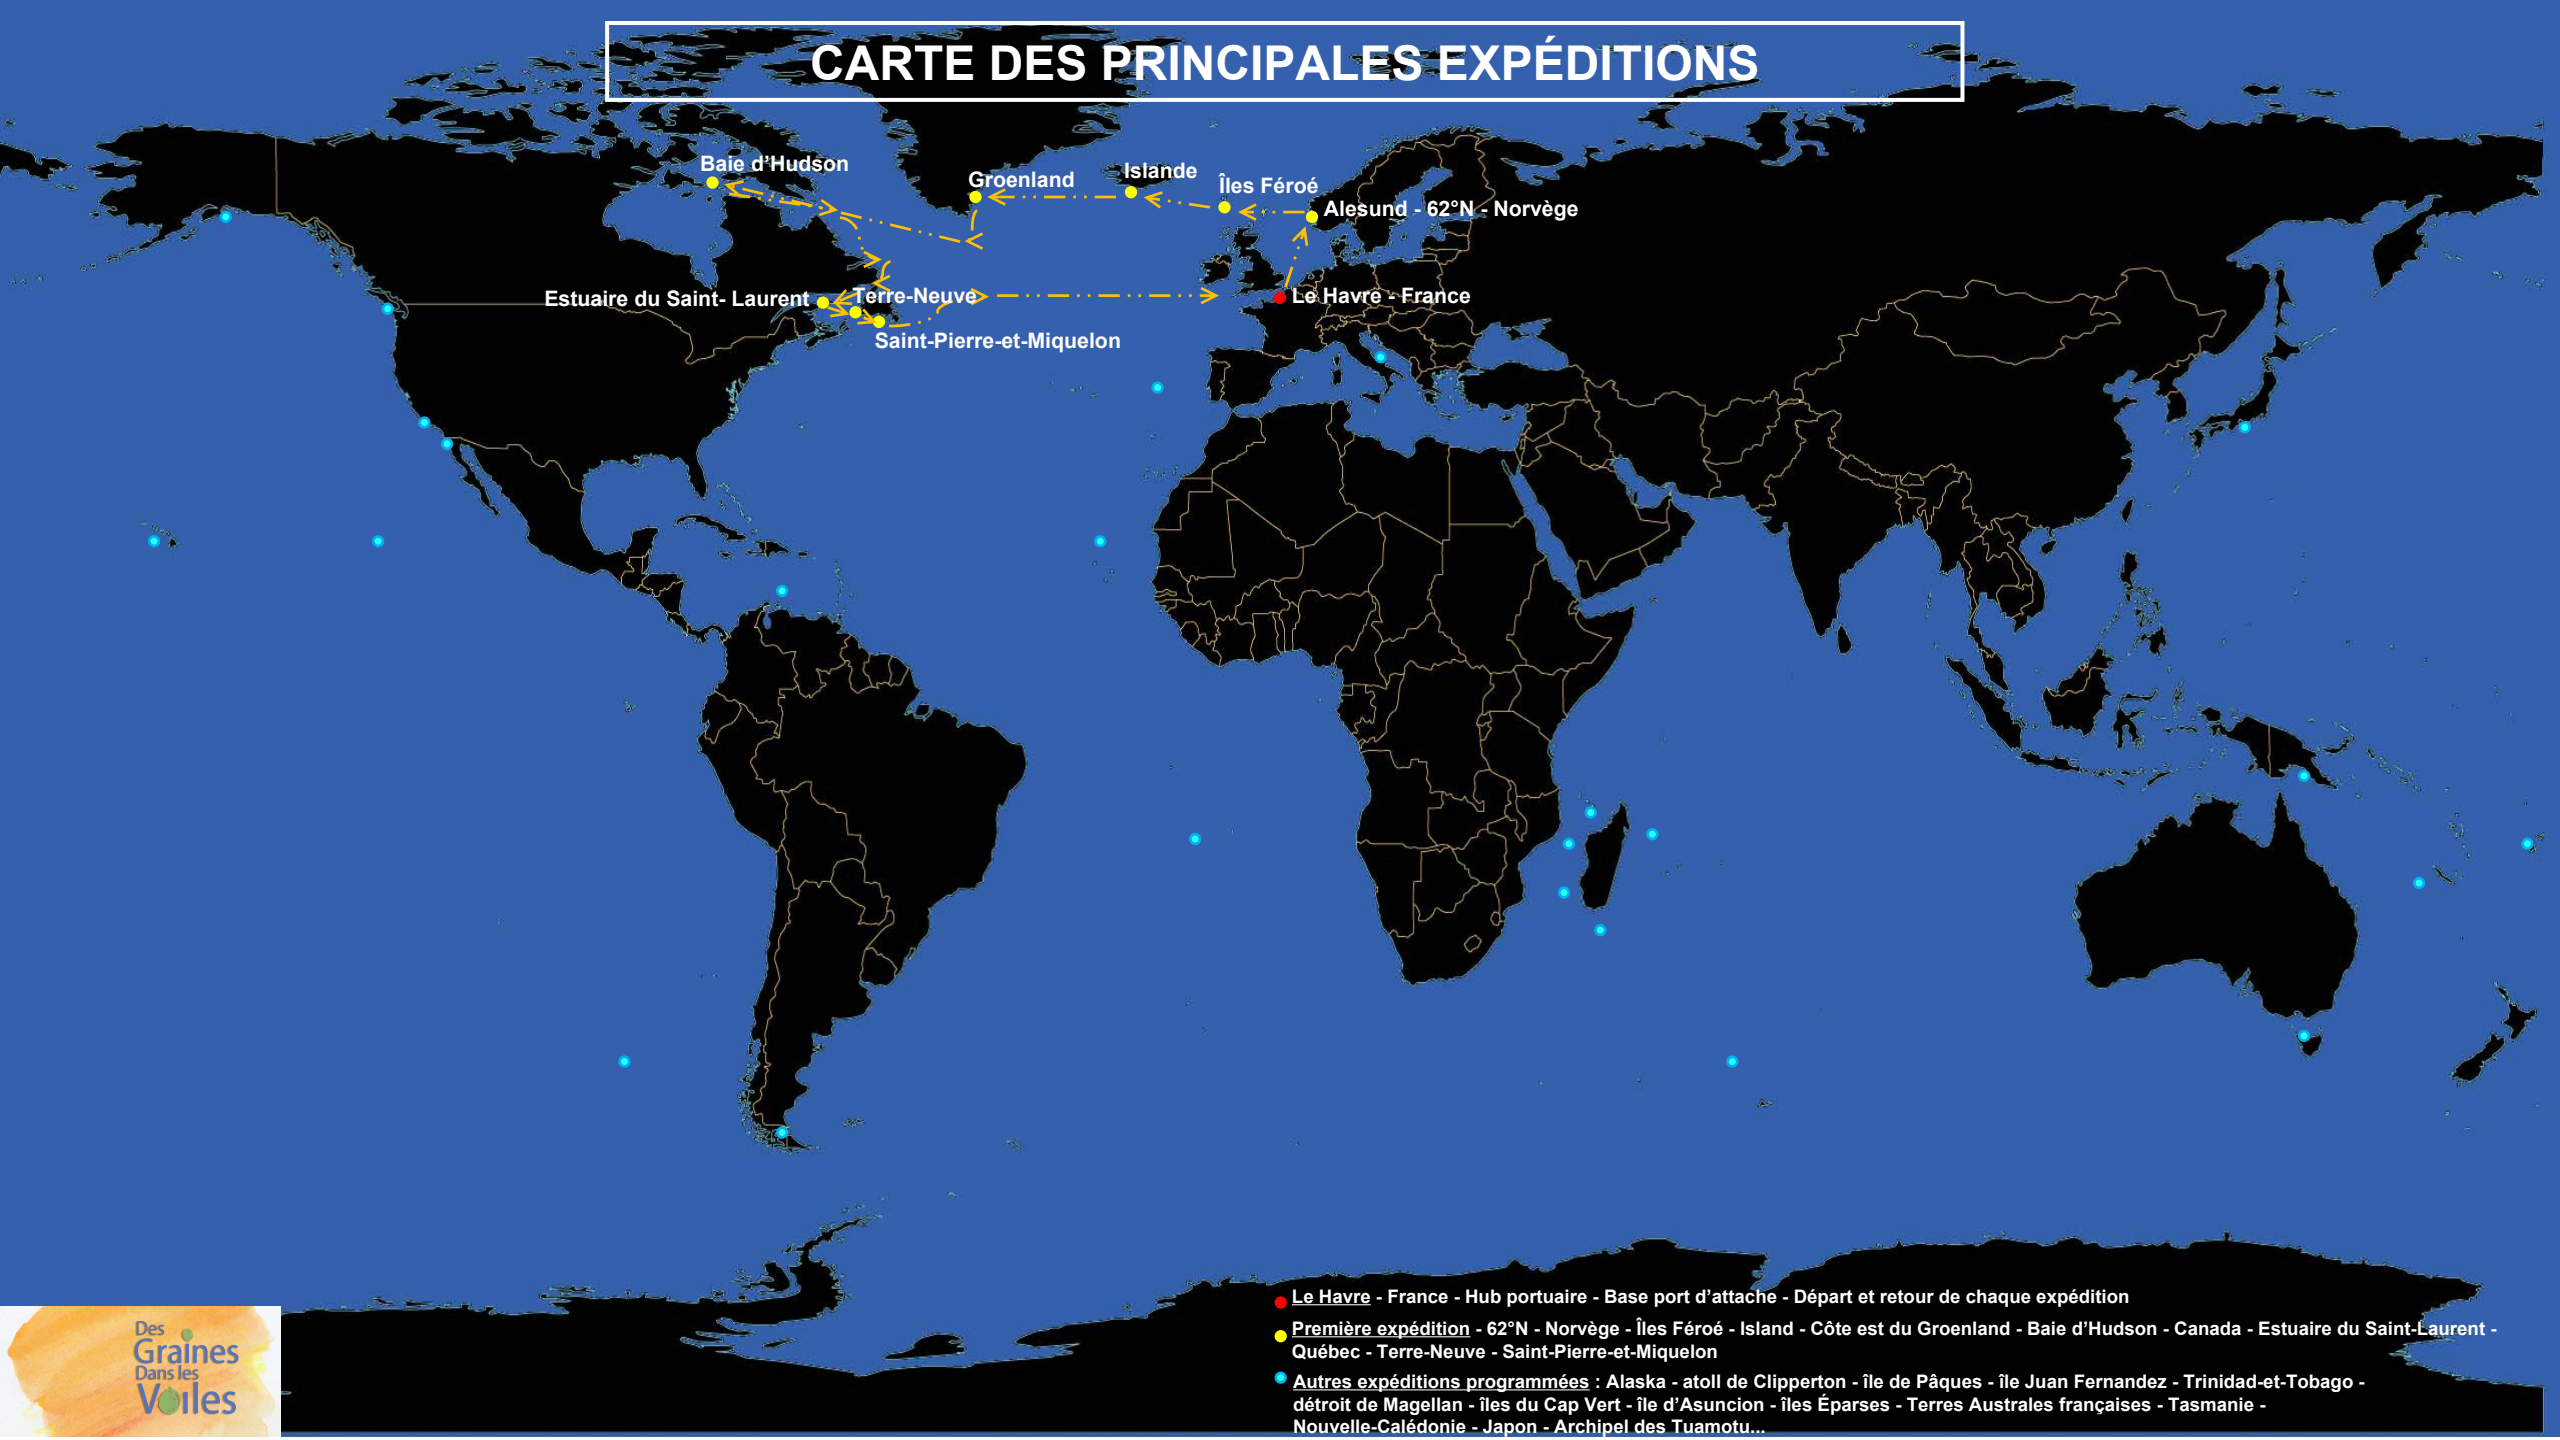 CARTE DES PRINCIPALES EXPÉDITIONS
Baie d’Hudson
Groenland
Islande
Îles Féroé
Alesund - 62°N - Norvège
Estuaire du Saint- Laurent
Terre-Neuve
Le Havre - France
Saint-Pierre-et-Miquelon
Le Havre - France - Hub portuaire - Base port d’attache - Départ et retour de chaque expédition
Première expédition - 62°N - Norvège - Îles Féroé - Island - Côte est du Groenland - Baie d’Hudson - Canada - Estuaire du Saint-Laurent -
Québec - Terre-Neuve - Saint-Pierre-et-Miquelon
Autres expéditions programmées : Alaska - atoll de Clipperton - île de Pâques - île Juan Fernandez - Trinidad-et-Tobago -
détroit de Magellan - îles du Cap Vert - île d’Asuncion - îles Éparses - Terres Australes françaises - Tasmanie -
Nouvelle-Calédonie - Japon - Archipel des Tuamotu...
Des
Graines
Dans les
Voiles